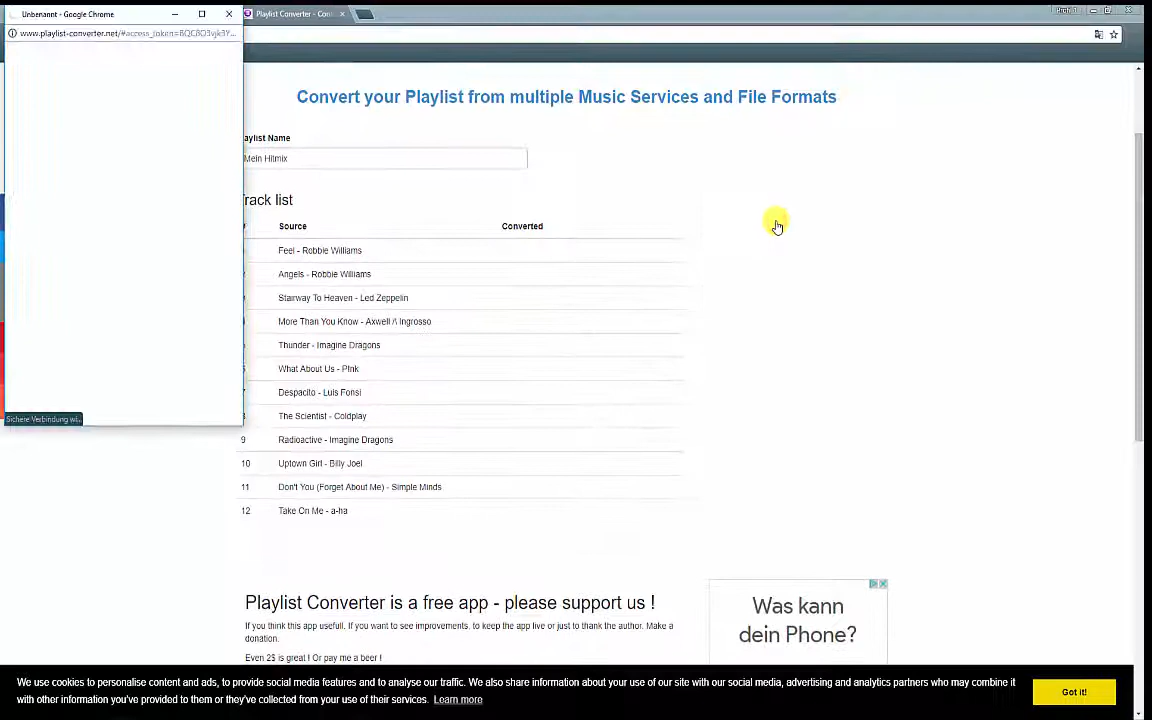 Unbenannt - Google Chrome
Playlist Converter - Con
www.playlist-converter.net/#access_token=
Convert your Playlist from multiple Music Services and File Formats
aylist Name
Mein Hitmix
rack list
Source Converted
Feel - Robbie Williams
Angels - Robbie Williams
Stairway To Heaven - Led Zeppelin
More Than You Know - Axwell /\ Ingrosso
Thunder - Imagine Dragons
What About Us - P!nk
Despacito - Luis Fonsi
The Scientist - Coldplay
Sichere Verbindung wi...
9 Radioactive - Imagine Dragons
10 Uptown Girl - Billy Joel
11 Don't You (Forget About Me) - Simple Minds
12 Take On Me - a-ha
Playlist Converter is a free app - please support us !
If you think this app usefull. If you want to see improvements, to keep the app live or just to thank the author. Make a
donation.
Even 2$ is great ! Or pay me a beer !
Was kann
dein Phone?
We use cookies to personalise content and ads, to provide social media features and to analyse our traffic. We also share information about your use of our site with our social media, advertising and analytics partners who may combine it
with other information you've provided to them or they've collected from your use of their services. Learn more
Got it!